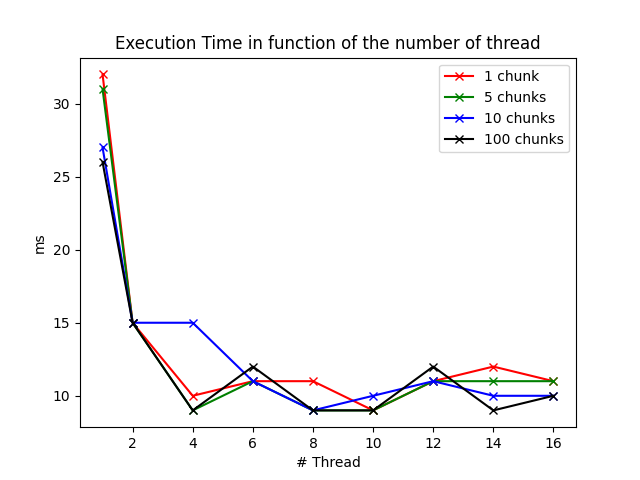 Execution Time in function of the number of thread
1 chunk
5 chunks
10 chunks
100 chunks
30
25
20
15
10
ms
2 4 6 8 10 12 14 16
# Thread